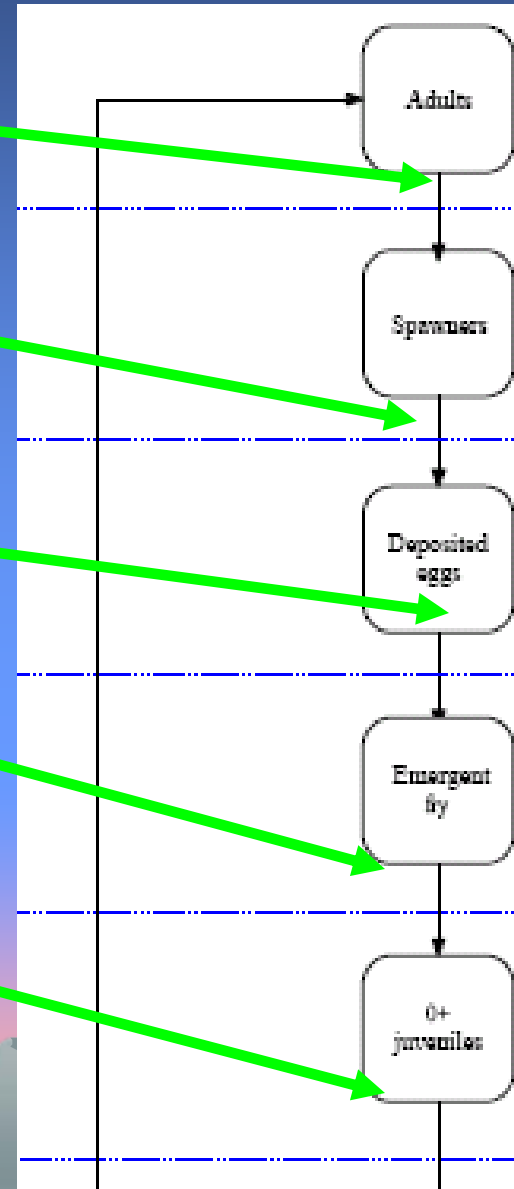 Adults
Spawners
Deposited
eggs
Emergent
fry
0+
juveniles